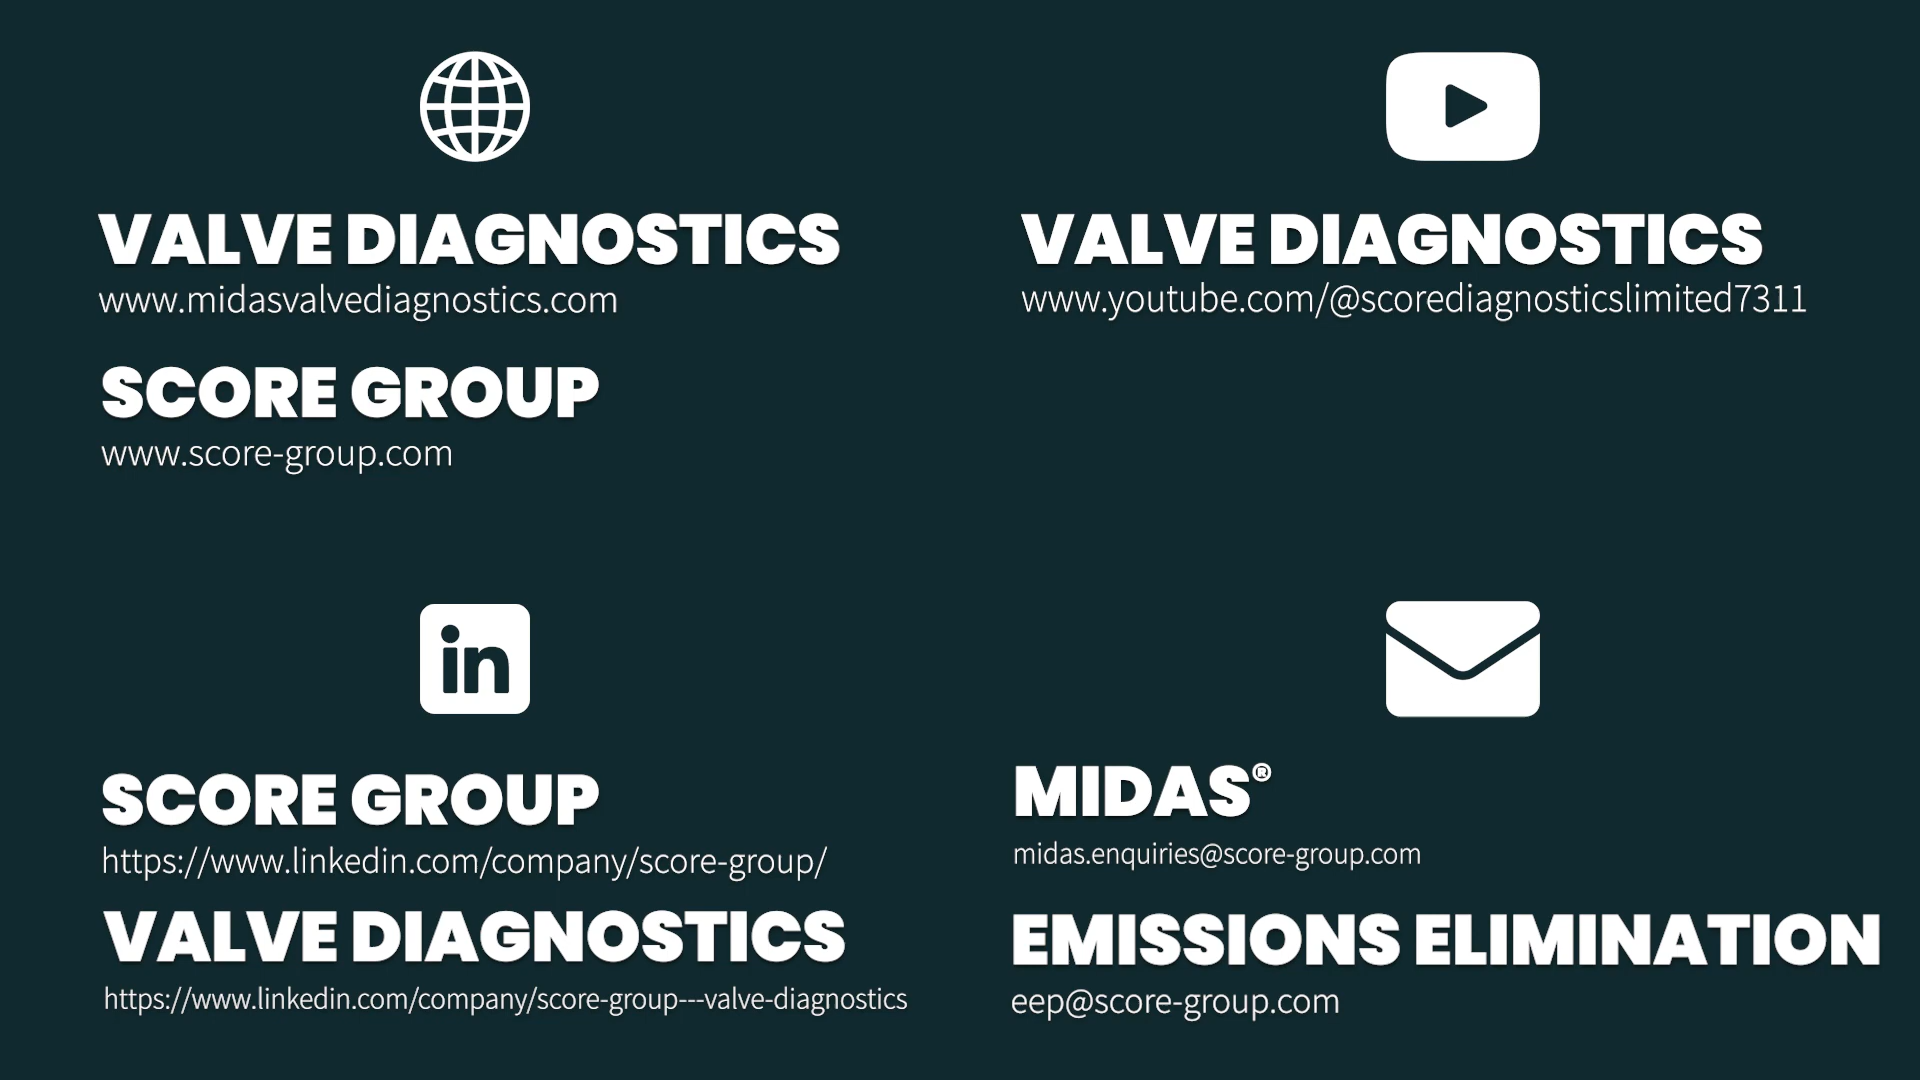 VALVE DIAGNOSTICS
www.midasvalvediagnostics.com
SCORE GROUP
www.score-group.com
VALVE DIAGNOSTICS
www.youtube.com/@scorediagnosticslimited7311
in
SCORE GROUP
https://www.linkedin.com/company/score-group/
VALVE DIAGNOSTICS
https://www.linkedin.com/company/score-group---valve-diagnostics
MIDAS®
midas.enquiries@score-group.com
EMISSIONS ELIMINATION
eep@score-group.com